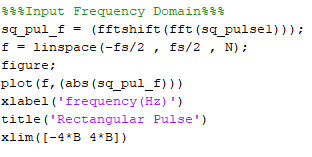 %%%Input Frequency Domain%%%
sq_pul_f = (fftshift(fft(sq_pulse1)));
f = linspace(-fs/2 , fs/2 , N);
figure;
plot(f,(abs(sq_pul_f)))
xlabel('frequency(Hz)')
title('Rectangular Pulse')
xlim([-4*B 4*B])